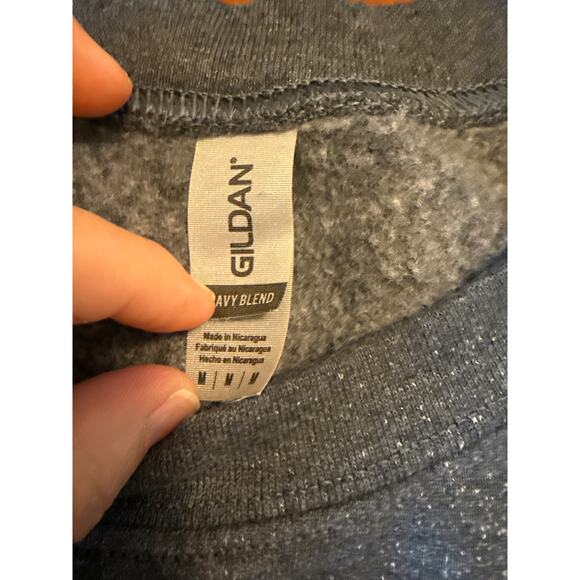 GILDAN®
AVY BLEND
Made in Nicaragua
Fabriqué au Nicaragua
Hecho en Nicaragua
M | M | M